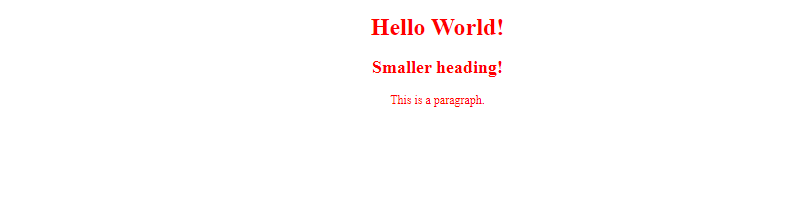 Hello World!
Smaller heading!
This is a paragraph.